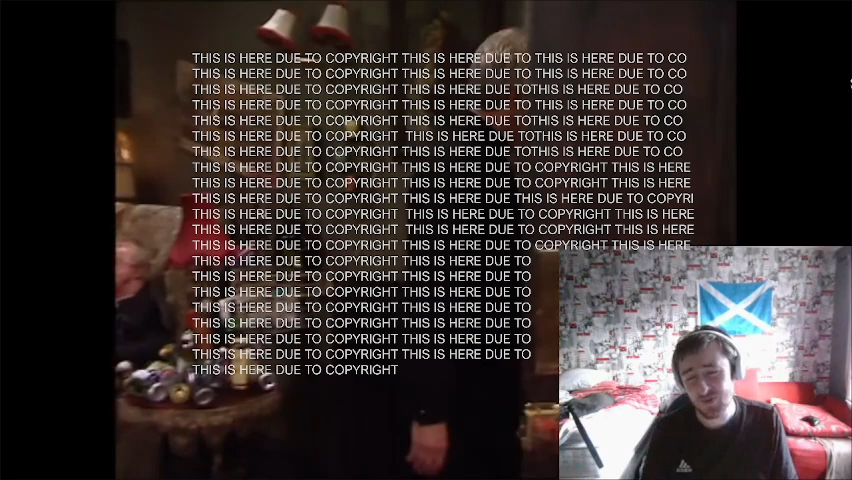 THIS IS HERE DUE TO COPYRIGHT THIS IS HERE DUE TO THIS IS HERE DUE TO CO
THIS IS HERE DUE TO COPYRIGHT THIS IS HERE DUE TO THIS IS HERE DUE TO CO
THIS IS HERE DUE TO COPYRIGHT THIS IS HERE DUE TOTHIS IS HERE DUE TO CO
THIS IS HERE DUE TO COPYRIGHT THIS IS HERE DUE TO THIS IS HERE DUE TO CO
THIS IS HERE DUE TO COPYRIGHT THIS IS HERE DUE TOTHIS IS HERE DUE TO CO
THIS IS HERE DUE TO COPYRIGHT  THIS IS HERE DUE TOTHIS IS HERE DUE TO CO
THIS IS HERE DUE TO COPYRIGHT THIS IS HERE DUE TOTHIS IS HERE DUE TO CO
THIS IS HERE DUE TO COPYRIGHT THIS IS HERE DUE TO COPYRIGHT THIS IS HERE
THIS IS HERE DUE TO COPYRIGHT THIS IS HERE DUE TO COPYRIGHT THIS IS HERE
THIS IS HERE DUE TO COPYRIGHT THIS IS HERE DUE THIS IS HERE DUE TO COPYRI
THIS IS HERE DUE TO COPYRIGHT  THIS IS HERE DUE TO COPYRIGHT THIS IS HERE
THIS IS HERE DUE TO COPYRIGHT  THIS IS HERE DUE TO COPYRIGHT THIS IS HERE
THIS IS HERE DUE TO COPYRIGHT THIS IS HERE DUE TO COPYRIGHT THIS IS HERE
THIS IS HERE DUE TO COPYRIGHT THIS IS HERE DUE TO
THIS IS HERE DUE TO COPYRIGHT THIS IS HERE DUE TO
THIS IS HERE DUE TO COPYRIGHT THIS IS HERE DUE TO
THIS IS HERE DUE TO COPYRIGHT THIS IS HERE DUE TO
THIS IS HERE DUE TO COPYRIGHT THIS IS HERE DUE TO
THIS IS HERE DUE TO COPYRIGHT THIS IS HERE DUE TO
THIS IS HERE DUE TO COPYRIGHT THIS IS HERE DUE TO
THIS IS HERE DUE TO COPYRIGHT